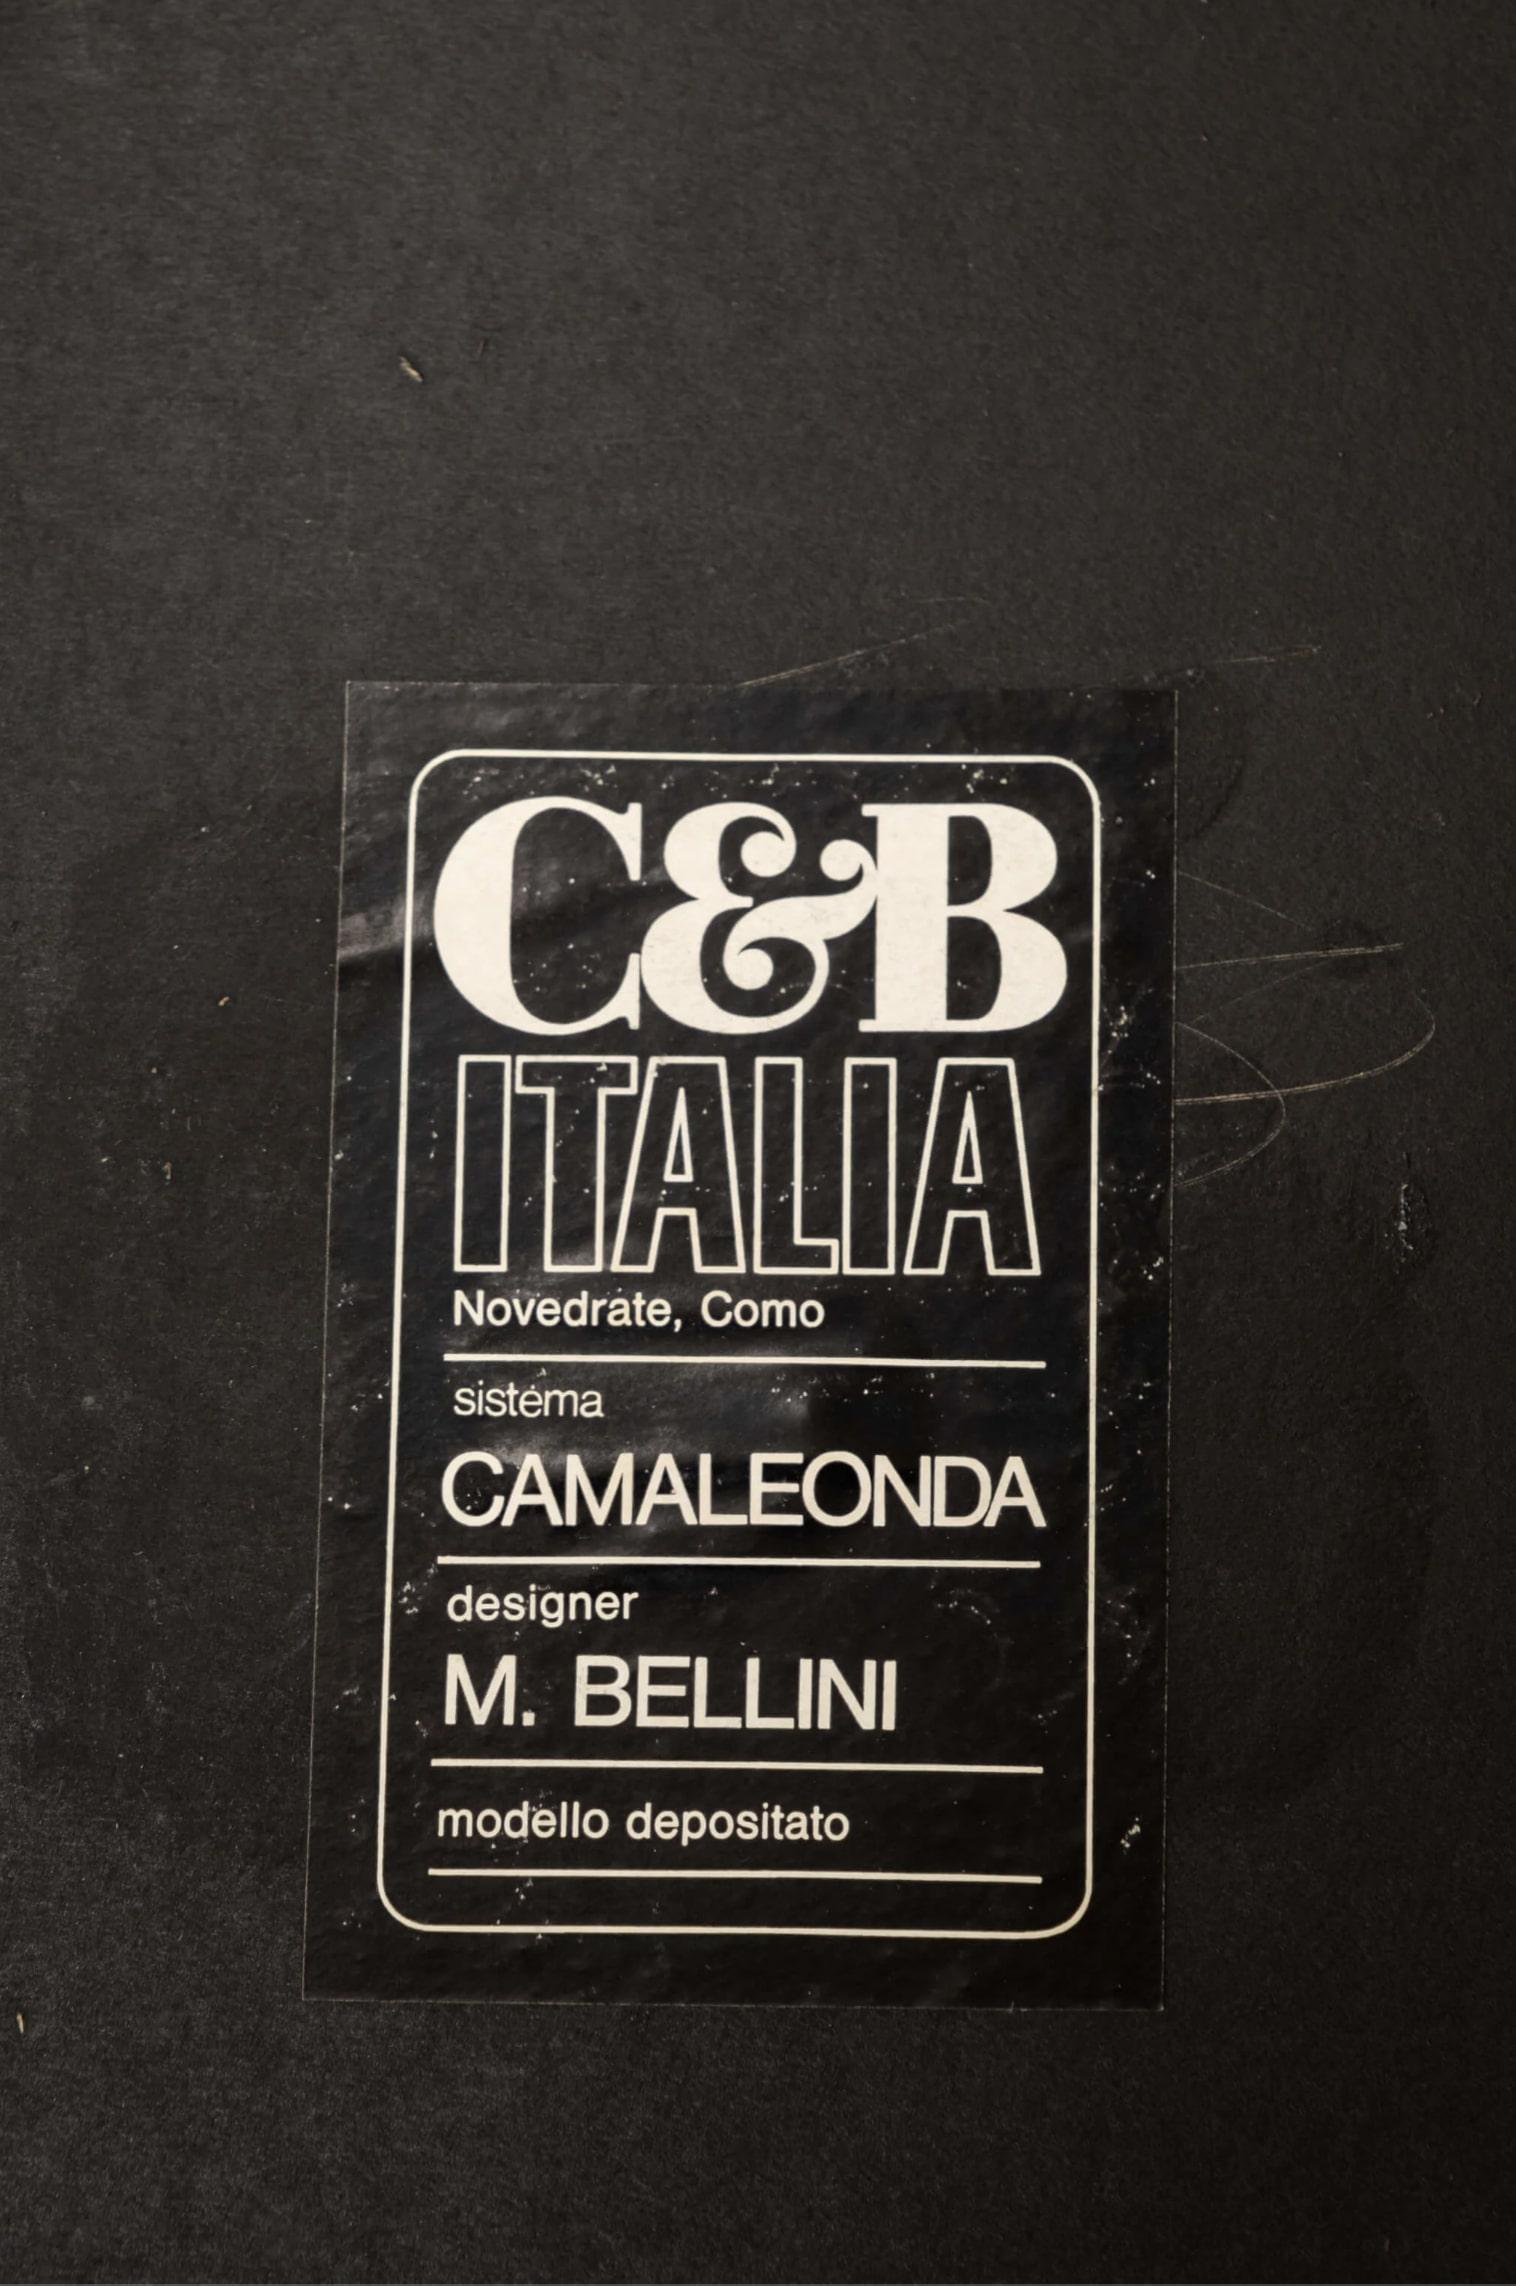 C&B
ITALIA
Novedrate, Como
sistema
CAMALEONDA
designer
M. BELLINI
modello depositato